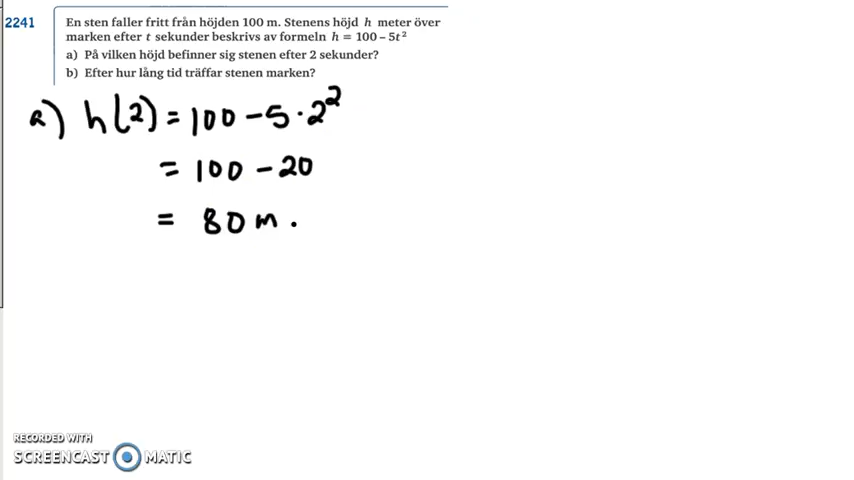 2241
En sten faller fritt från höjden 100 m. Stenens höjd h meter över
marken efter t sekunder beskrivs av formeln h = 100 – 5t²
a) På vilken höjd befinner sig stenen efter 2 sekunder?
b) Efter hur lång tid träffar stenen marken?
a) h(2) = 100 - 5 · 2²
= 100 - 20
= 80 m.
RECORDED WITH
SCREENCAST MATIC